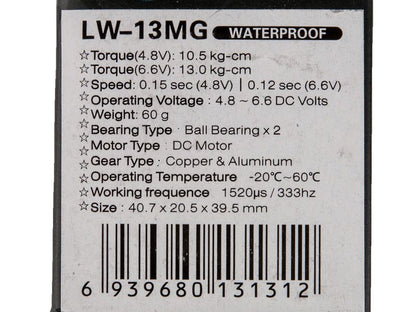 LW-13MG WATERPROOF
☆Torque(4.8V): 10.5 kg-cm
☆Torque(6.6V): 13.0 kg-cm
☆Speed: 0.15 sec (4.8V) | 0.12 sec (6.6V)
☆Operating Voltage : 4.8 ~ 6.6 DC Volts
☆Weight: 60 g
☆Bearing Type : Ball Bearing x 2
☆Motor Type : DC Motor
☆Gear Type : Copper & Aluminum
☆Operating Temperature -20℃~60℃
☆Working frequence 1520µs / 333hz
☆Size : 40.7 x 20.5 x 39.5 mm
6 939680 131312